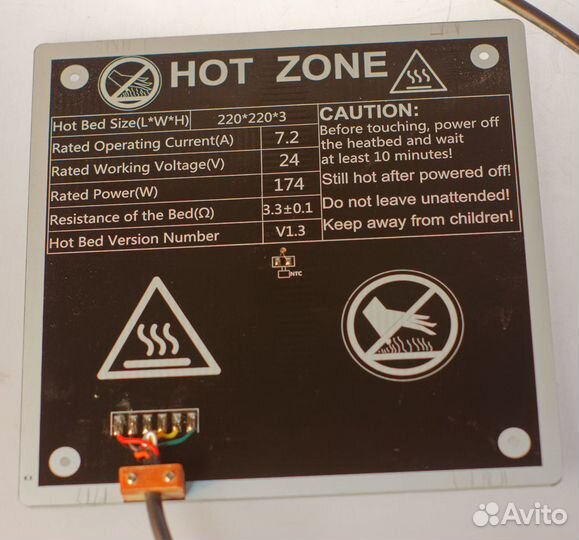 HOT ZONE
Hot Bed Size(L*W*H) 220*220*3
Rated Operating Current(A) 7.2
Rated Working Voltage(V) 24
Rated Power(W) 174
Resistance of the Bed(Ω) 3.3±0.1
Hot Bed Version Number V1.3
CAUTION:
Before touching, power off
the heatbed and wait
at least 10 minutes!
Still hot after powered off!
Do not leave unattended!
Keep away from children!
NTC
Avito